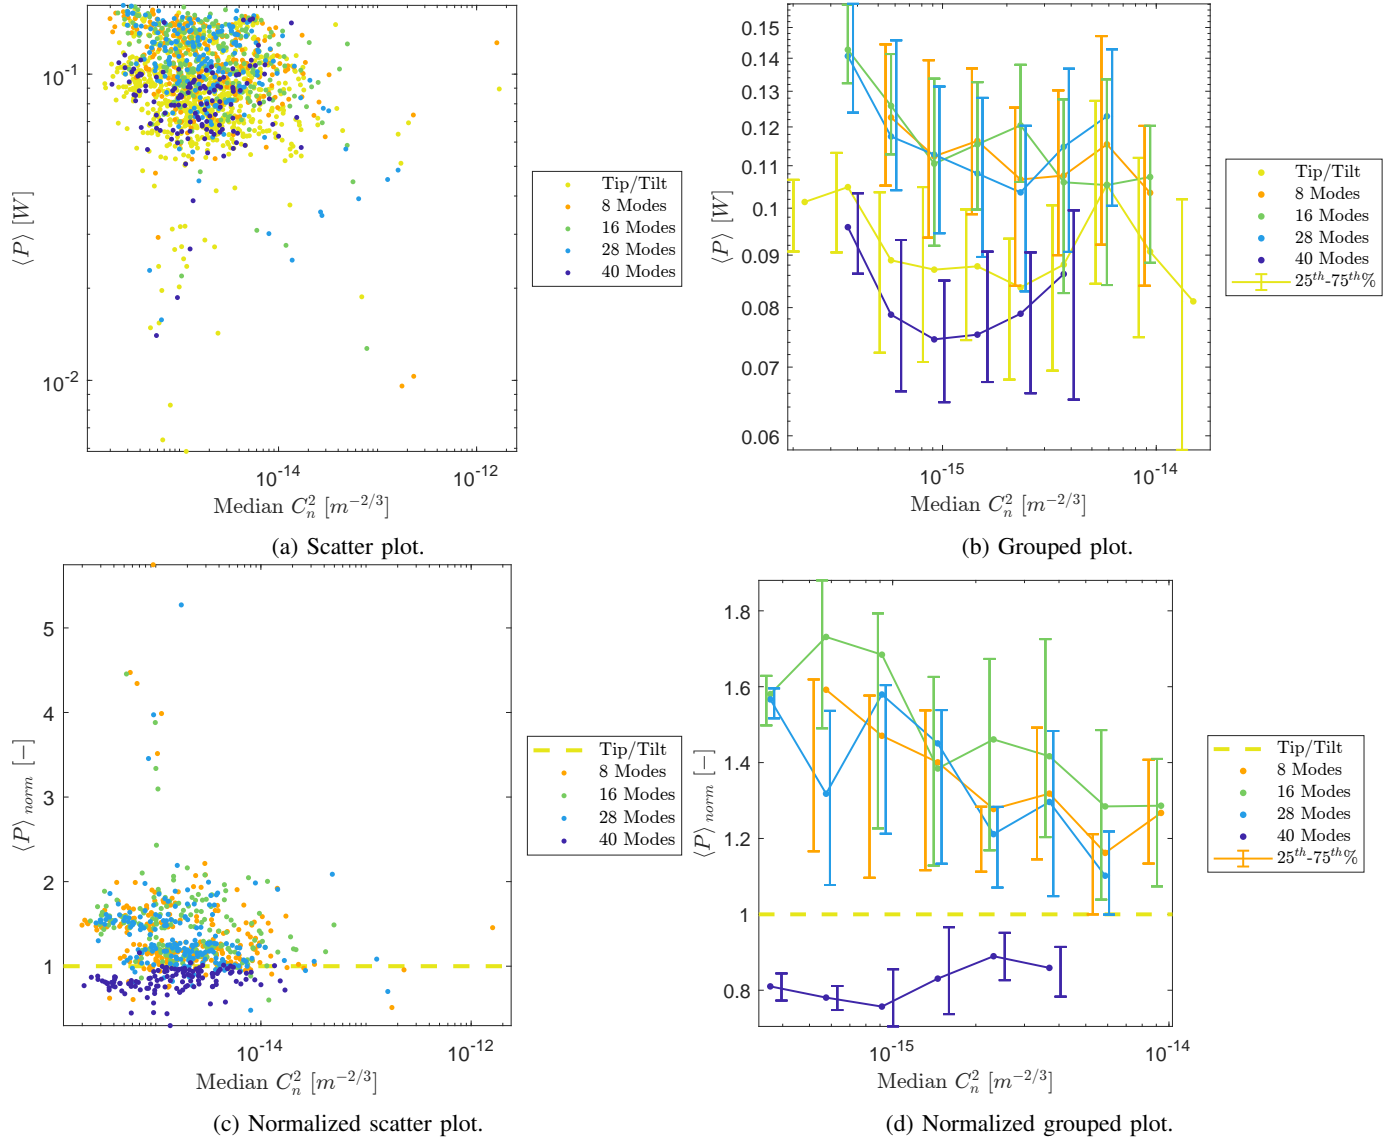 10^{-1}
10^{-2}
⟨P⟩ [W]
10^{-14}
10^{-12}
Median C_n^2 [m^{-2/3}]
Tip/Tilt
8 Modes
16 Modes
28 Modes
40 Modes
(a) Scatter plot.
0.15
0.14
0.13
0.12
0.11
0.1
0.09
0.08
0.07
0.06
⟨P⟩ [W]
10^{-15}
10^{-14}
Median C_n^2 [m^{-2/3}]
Tip/Tilt
8 Modes
16 Modes
28 Modes
40 Modes
25^{th}-75^{th}%
(b) Grouped plot.
5
4
3
2
1
⟨P⟩_{norm} [−]
10^{-14}
10^{-12}
Median C_n^2 [m^{-2/3}]
Tip/Tilt
8 Modes
16 Modes
28 Modes
40 Modes
(c) Normalized scatter plot.
1.8
1.6
1.4
1.2
1
0.8
⟨P⟩_{norm} [−]
10^{-15}
10^{-14}
Median C_n^2 [m^{-2/3}]
Tip/Tilt
8 Modes
16 Modes
28 Modes
40 Modes
25^{th}-75^{th}%
(d) Normalized grouped plot.